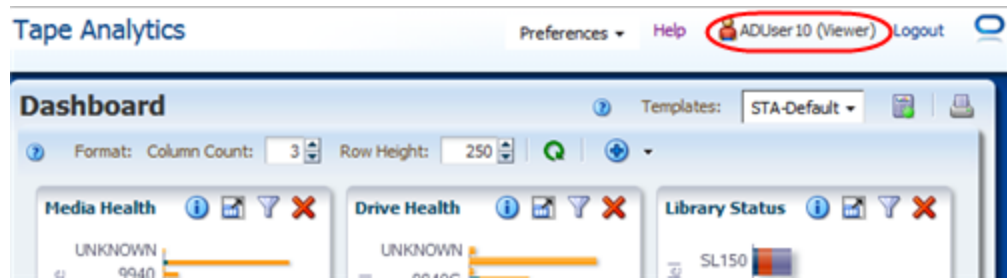 Tape Analytics Preferences Help ADUser10 (Viewer) Logout
Dashboard Templates: STA-Default
Format: Column Count: 3 Row Height: 250
Media Health Drive Health Library Status
UNKNOWN UNKNOWN SL150
9940